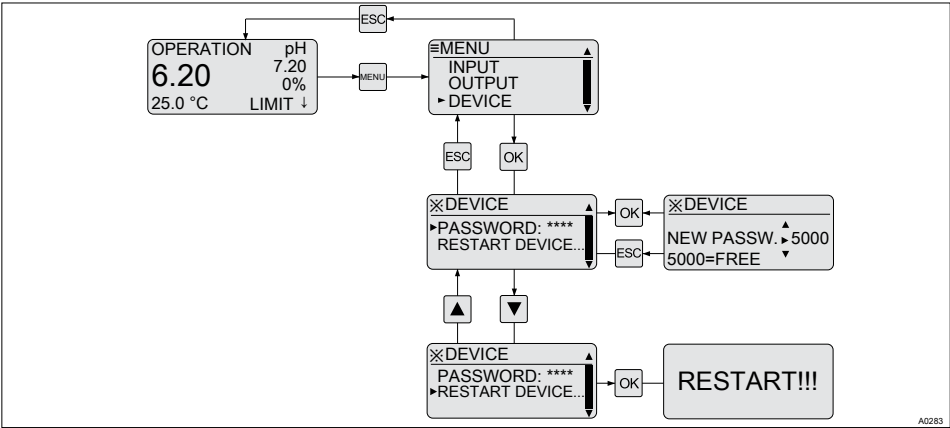 ESC
OPERATION pH
6.20 7.20
0%
25.0 °C LIMIT ↓
MENU
≡MENU
INPUT
OUTPUT
►DEVICE
ESC
OK
※DEVICE
►PASSWORD: ****
RESTART DEVICE...
OK
ESC
※DEVICE
NEW PASSW. ►5000
5000=FREE
▲
▼
※DEVICE
PASSWORD: ****
►RESTART DEVICE...
OK
RESTART!!!
A0283